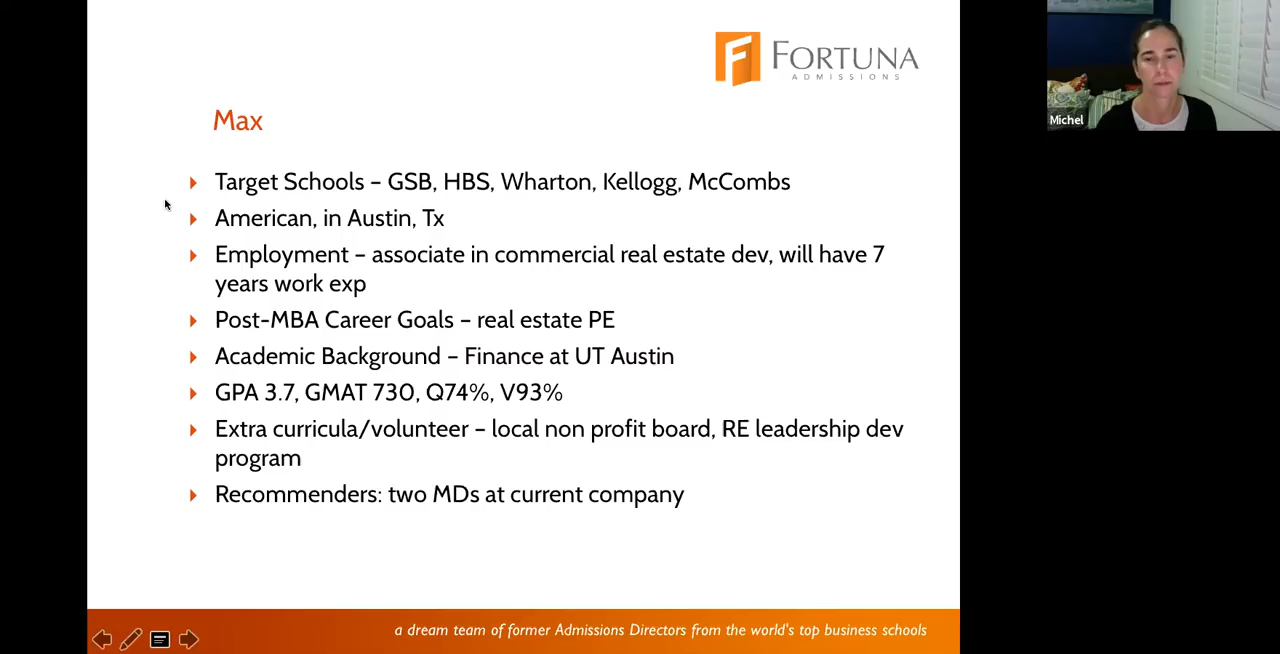 FORTUNA
ADMISSIONS
Michel
Max
Target Schools – GSB, HBS, Wharton, Kellogg, McCombs
American, in Austin, Tx
Employment – associate in commercial real estate dev, will have 7
years work exp
Post-MBA Career Goals – real estate PE
Academic Background – Finance at UT Austin
GPA 3.7, GMAT 730, Q74%, V93%
Extra curricula/volunteer – local non profit board, RE leadership dev
program
Recommenders: two MDs at current company
a dream team of former Admissions Directors from the world's top business schools